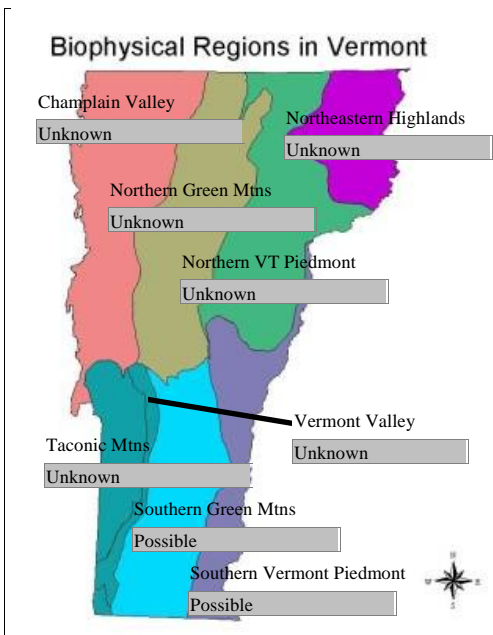 Biophysical Regions in Vermont
Champlain Valley
Unknown
Northeastern Highlands
Unknown
Northern Green Mtns
Unknown
Northern VT Piedmont
Unknown
Vermont Valley
Unknown
Taconic Mtns
Unknown
Southern Green Mtns
Possible
Southern Vermont Piedmont
Possible
N
W E
S